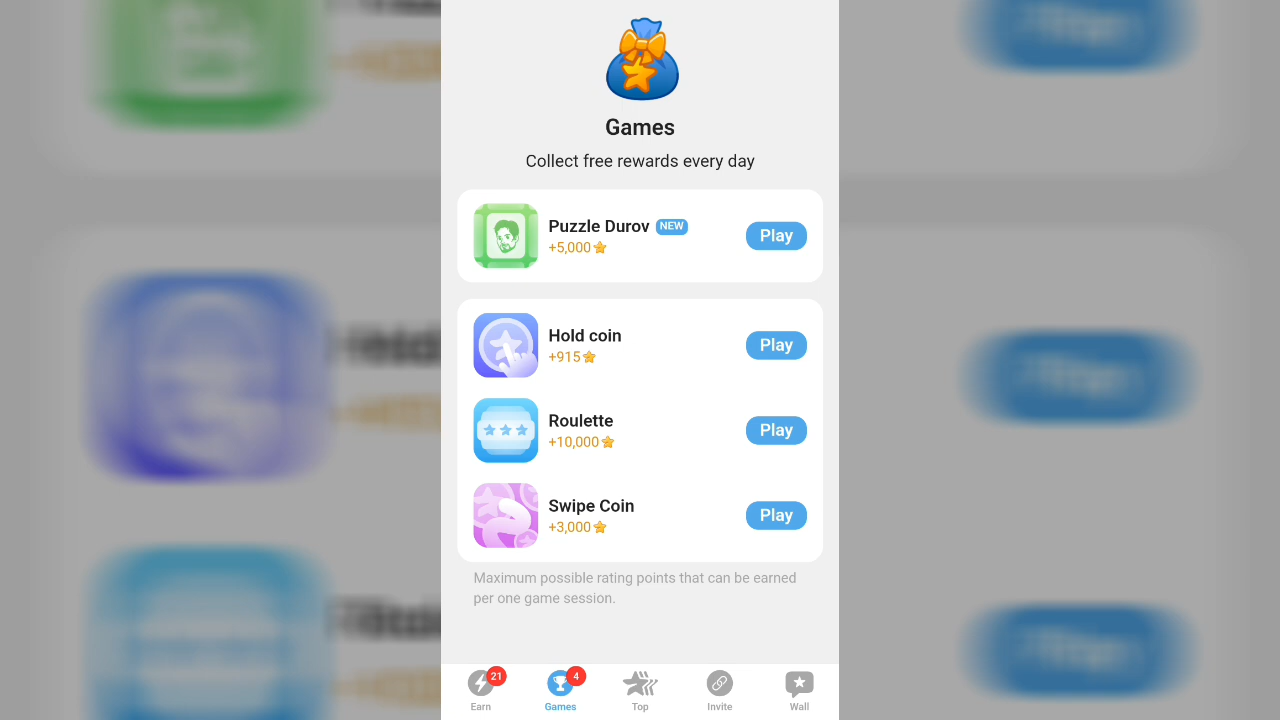 Games
Collect free rewards every day
Puzzle Durov NEW
+5,000
Play
Hold coin
+915
Play
Roulette
+10,000
Play
Swipe Coin
+3,000
Play
Maximum possible rating points that can be earned
per one game session.
21
4
Earn
Games
Top
Invite
Wall